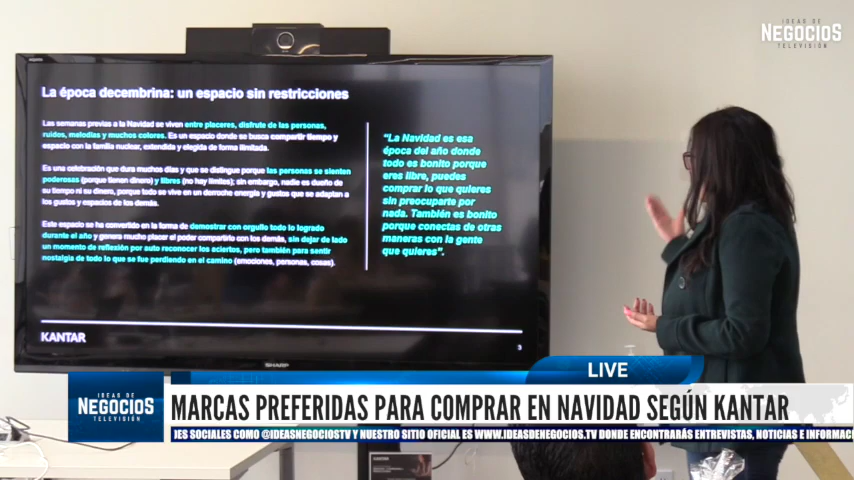 IDEAS DE
NEGOCIOS
TELEVISIÓN
La época decembrina: un espacio sin restricciones
Las semanas previas a la Navidad se viven entre placeres, disfrute de las personas,
ruidos, melodías y muchos colores. Es un espacio donde se busca compartir tiempo y
espacio con la familia nuclear, extendida y elegida de forma ilimitada.
Es una celebración que dura muchos días y que se distingue porque las personas se sienten
poderosas (porque tienen dinero) y libres (no hay límites); sin embargo, nadie es dueño de
su tiempo ni su dinero, porque todo se vive en un derroche energía y gustos que se adaptan a
los gustos y espacios de los demás.
Este espacio se ha convertido en la forma de demostrar con orgullo todo lo logrado
durante el año y genera mucho placer el poder compartirlo con los demás, sin dejar de lado
un momento de reflexión por auto reconocer los aciertos, pero también para sentir
nostalgia de todo lo que se fue perdiendo en el camino (emociones, personas, cosas).
“La Navidad es esa
época del año donde
todo es bonito porque
eres libre, puedes
comprar lo que quieres
sin preocuparte por
nada. También es bonito
porque conectas de otras
maneras con la gente
que quieres”.
KANTAR
3
SHARP
LIVE
IDEAS DE
NEGOCIOS
TELEVISIÓN
MARCAS PREFERIDAS PARA COMPRAR EN NAVIDAD SEGÚN KANTAR
DES SOCIALES COMO @IDEASNEGOCIOSTV Y NUESTRO SITIO OFICIAL ES WWW.IDEASDENEGOCIOS.TV DONDE ENCONTRARÁS ENTREVISTAS, NOTICIAS E INFORMAC
KANTAR